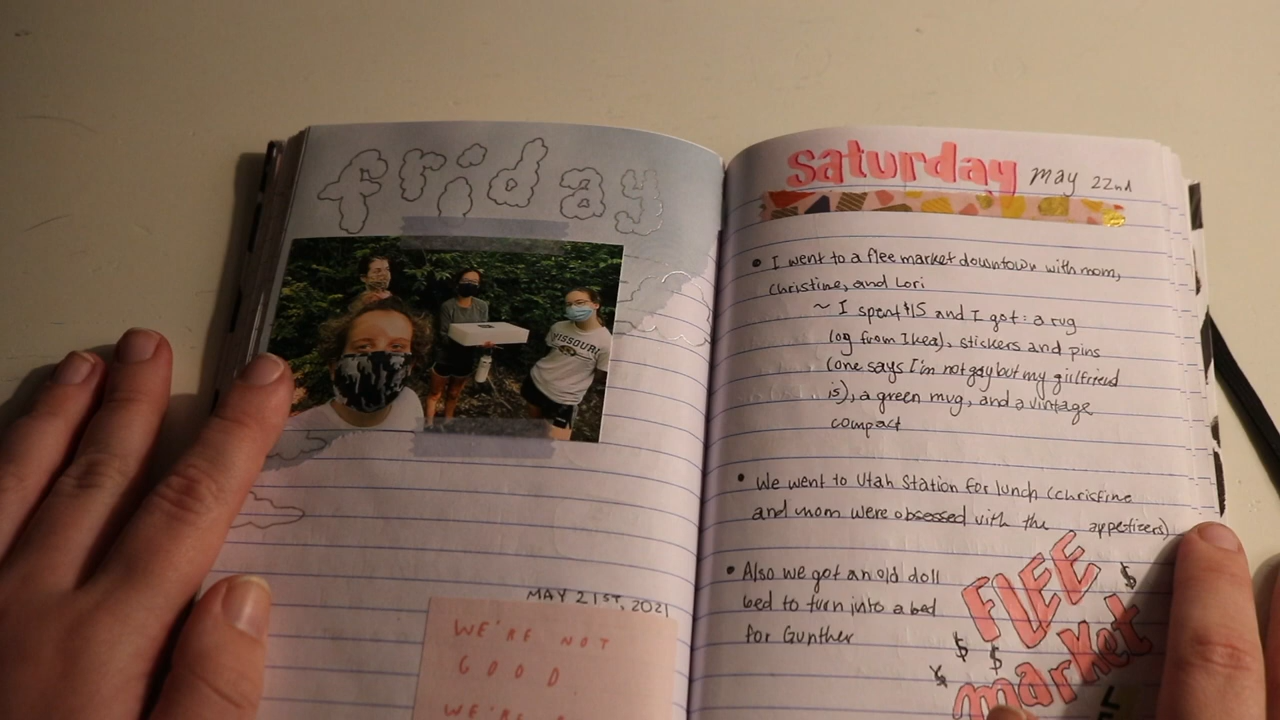 friday
MISSOURI
MAY 21ST, 2021
WE'RE NOT
GOOD
WE'RE
saturday may 22nd
• I went to a flee market downtown with mom,
christine, and Lori
~ I spent $15 and I got: a rug
(og from Ikea), stickers and pins
(one says I'm not gay but my girlfriend
is), a green mug, and a vintage
compact
• We went to Utah Station for lunch (christine
and mom were obsessed with the appetizers)
• Also we got an old doll
bed to turn into a bed
for Gunther
FLEE
market
$
$
$